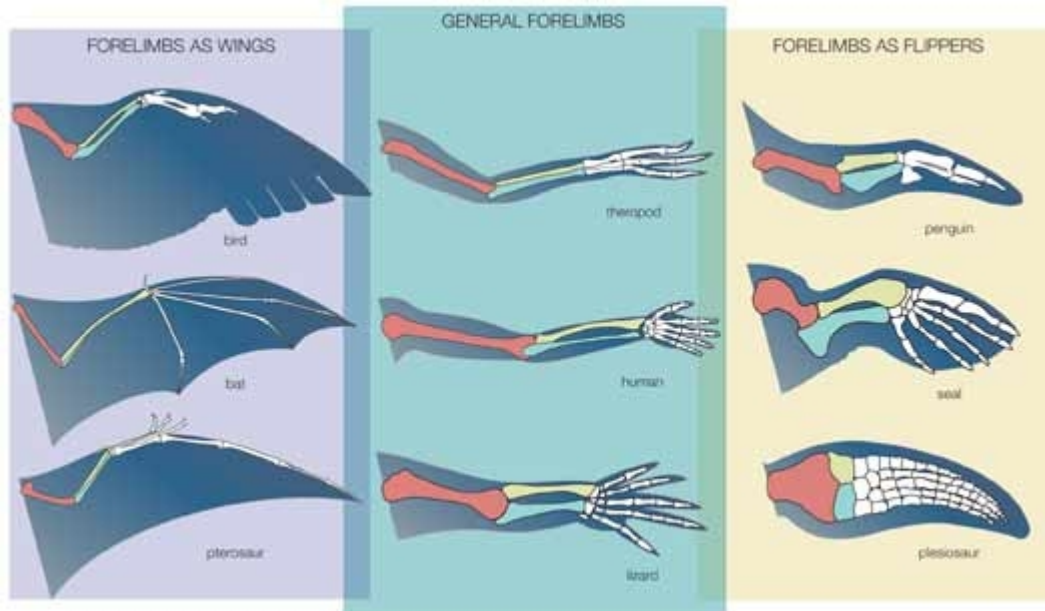 GENERAL FORELIMBS
FORELIMBS AS WINGS
FORELIMBS AS FLIPPERS
bird
theropod
penguin
bat
human
seal
pterosaur
lizard
plesiosaur